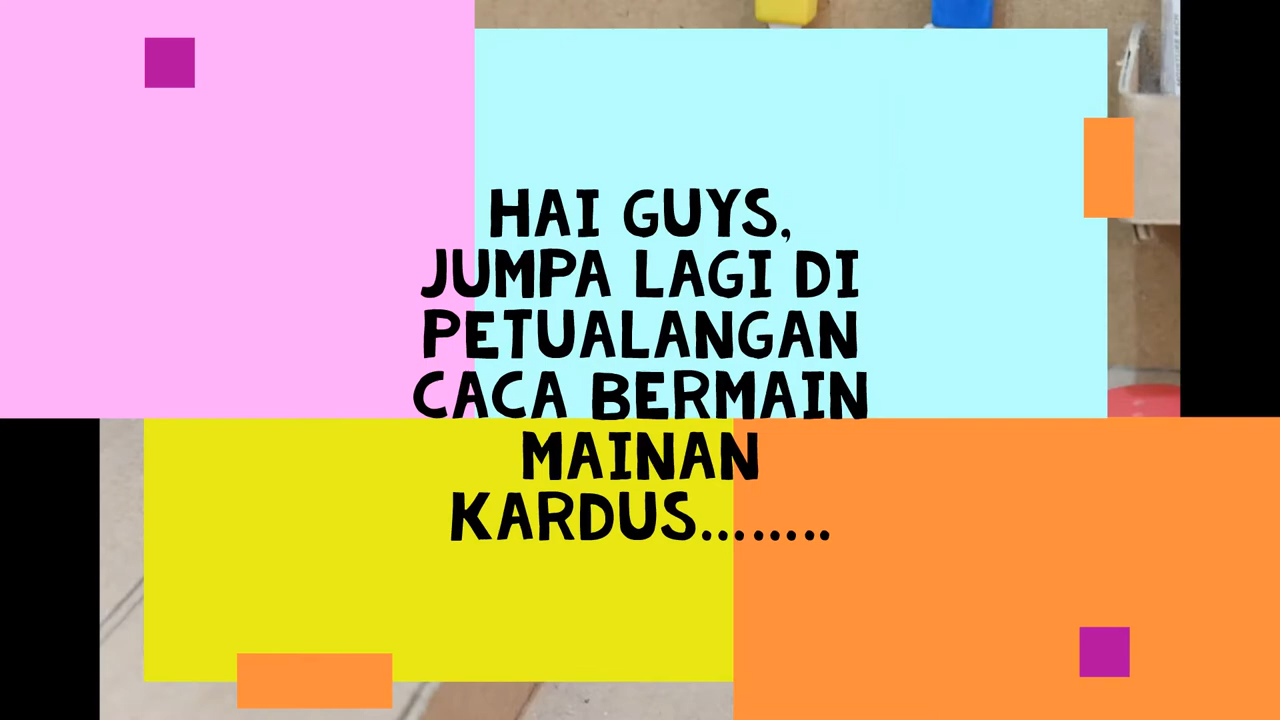 HAI GUYS,
JUMPA LAGI DI
PETUALANGAN
CACA BERMAIN
MAINAN
KARDUS........